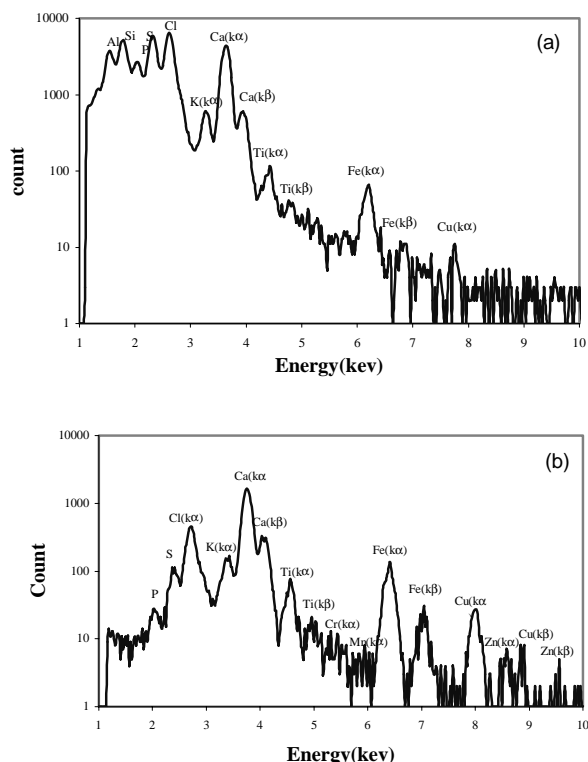 10000
1000
100
10
1
count
(a)
Al
Si
P
S
Cl
K(kα)
Ca(kα)
Ca(kβ)
Ti(kα)
Ti(kβ)
Fe(kα)
Fe(kβ)
Cu(kα)
1 2 3 4 5 6 7 8 9 10
Energy(kev)
10000
1000
100
10
1
Count
(b)
P
S
Cl(kα)
K(kα)
Ca(kα
Ca(kβ)
Ti(kα)
Ti(kβ)
Cr(kα)
Mn(kα)
Fe(kα)
Fe(kβ)
Cu(kα
Zn(kα)
Cu(kβ)
Zn(kβ)
1 2 3 4 5 6 7 8 9 10
Energy(kev)